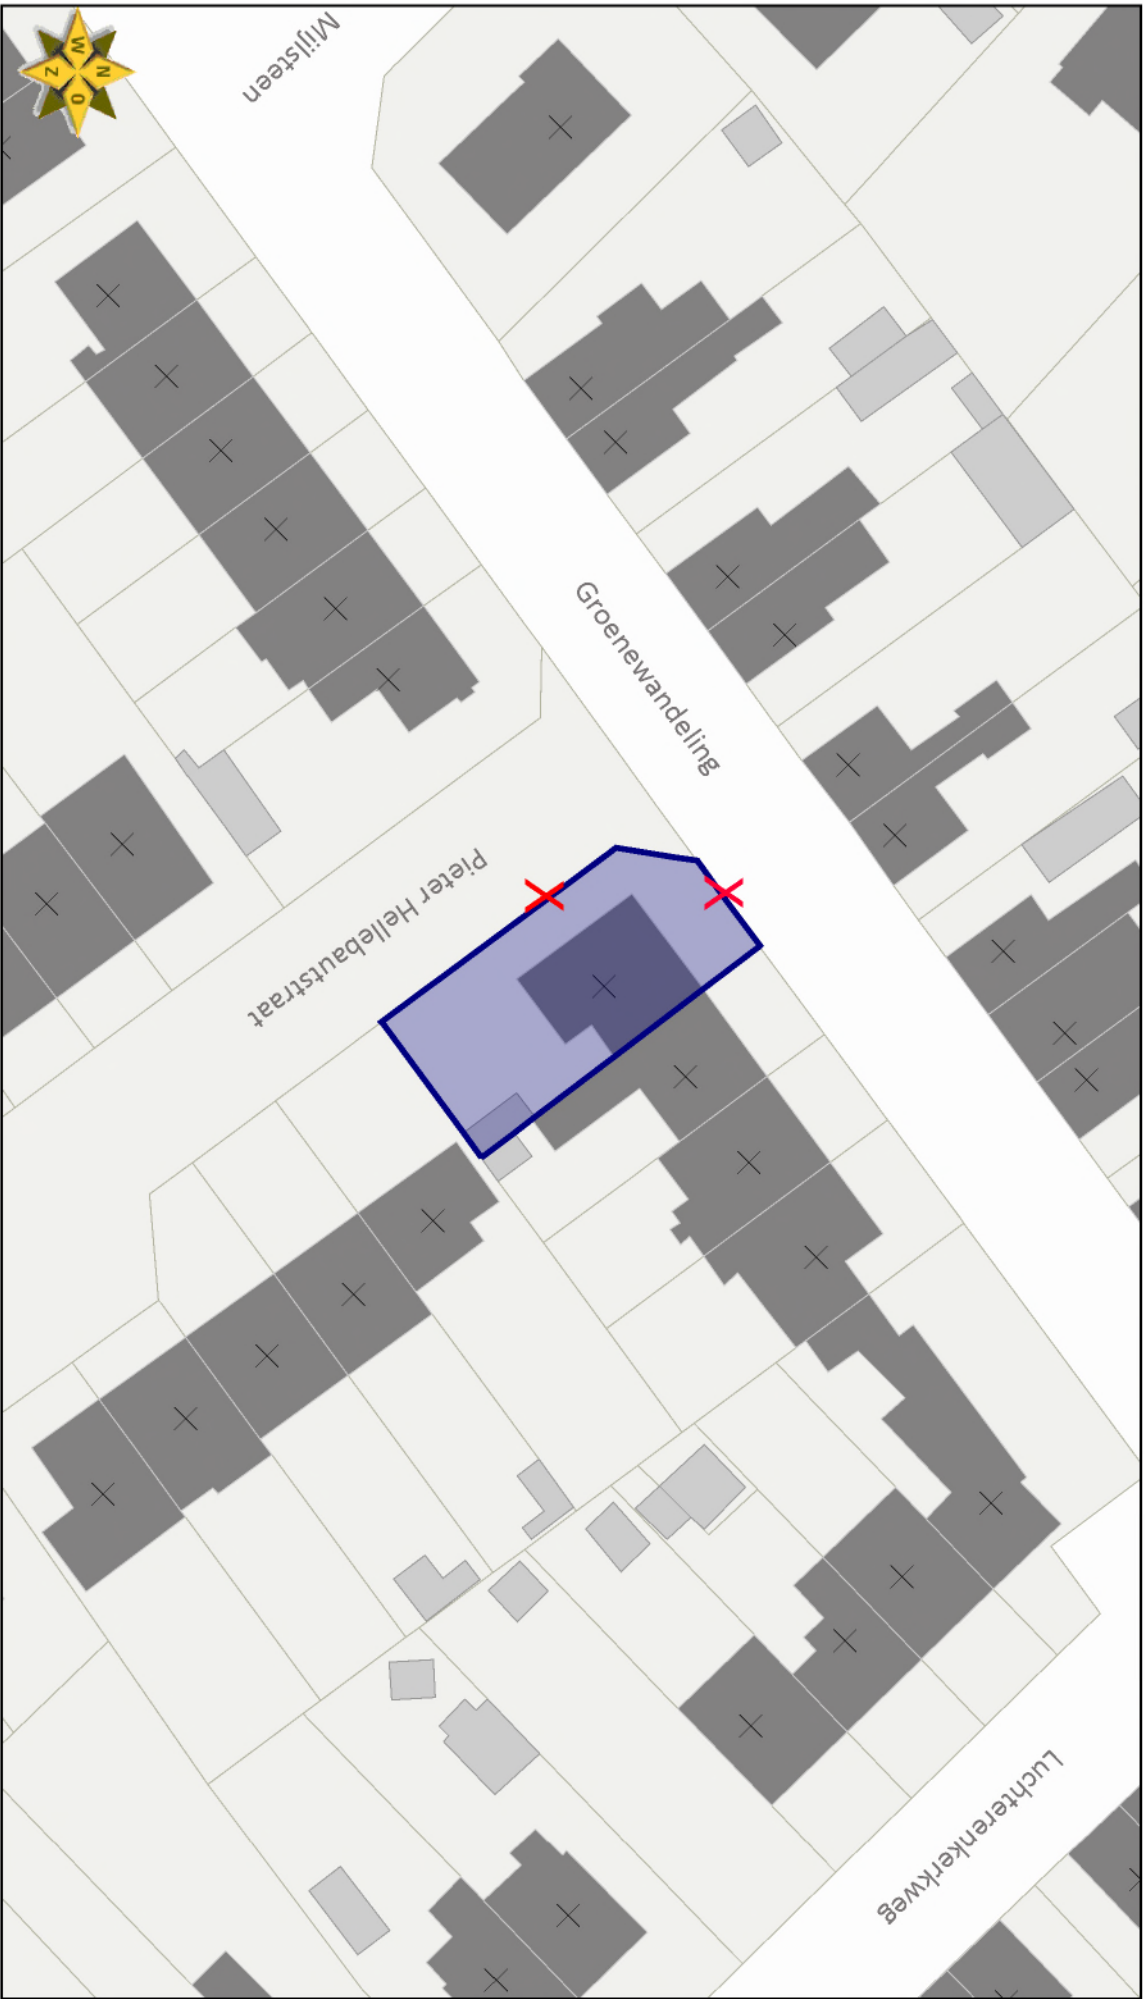 W
Z N
O
Mijlsteen
Groenewandeling
Pieter Hellebautstraat
Luchterenkerkweg